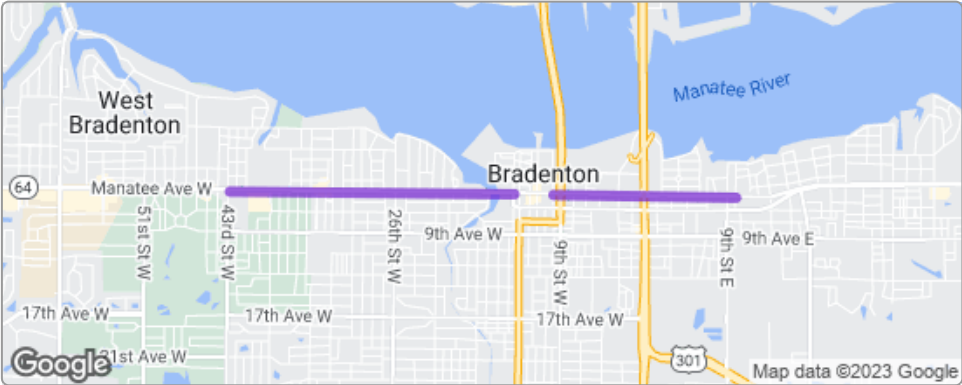 Manatee River
West
Bradenton
Bradenton
64
Manatee Ave W
51st St W
43rd St W
26th St W
9th Ave W
9th St W
9th St E
9th Ave E
17th Ave W
17th Ave W
17th Ave W
21st Ave W
301
Google
Map data ©2023 Google